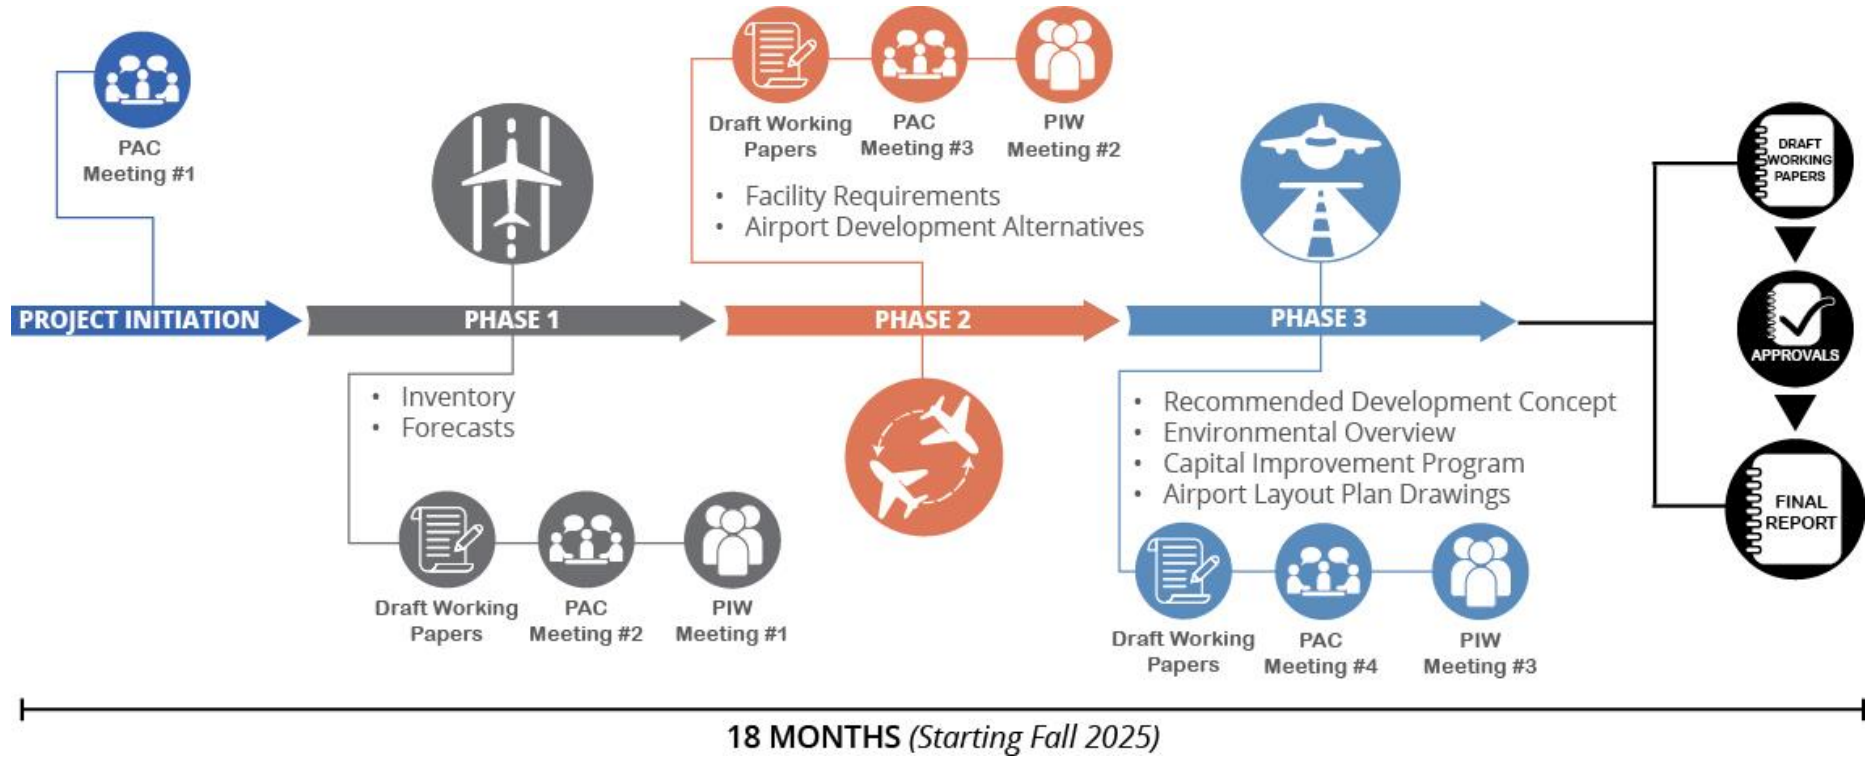 PAC
Meeting #1
PROJECT INITIATION
PHASE 1
• Inventory
• Forecasts
Draft Working
Papers
PAC
Meeting #2
PIW
Meeting #1
Draft Working
Papers
PAC
Meeting #3
PIW
Meeting #2
• Facility Requirements
• Airport Development Alternatives
PHASE 2
PHASE 3
• Recommended Development Concept
• Environmental Overview
• Capital Improvement Program
• Airport Layout Plan Drawings
Draft Working
Papers
PAC
Meeting #4
PIW
Meeting #3
DRAFT
WORKING
PAPERS
APPROVALS
FINAL
REPORT
18 MONTHS (Starting Fall 2025)